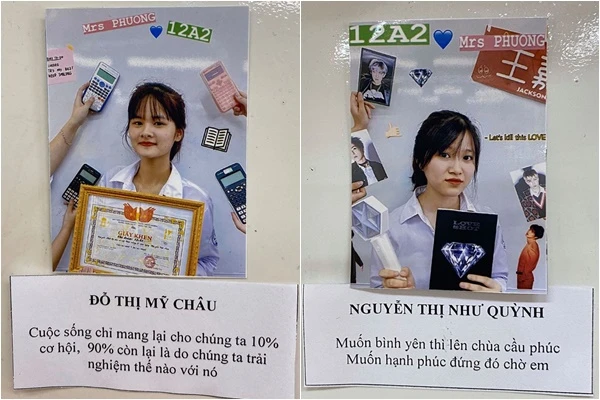 Mrs PHƯƠNG
12A2
GIẤY KHEN
ĐỖ THỊ MỸ CHÂU
Cuộc sống chỉ mang lại cho chúng ta 10%
cơ hội, 90% còn lại là do chúng ta trải
nghiệm thế nào với nó
12A2
Mrs PHƯƠNG
王嘉
JACKSON
- Let's kill this LOVE
NGUYỄN THỊ NHƯ QUỲNH
Muốn bình yên thì lên chùa cầu phúc
Muốn hạnh phúc đứng đó chờ em